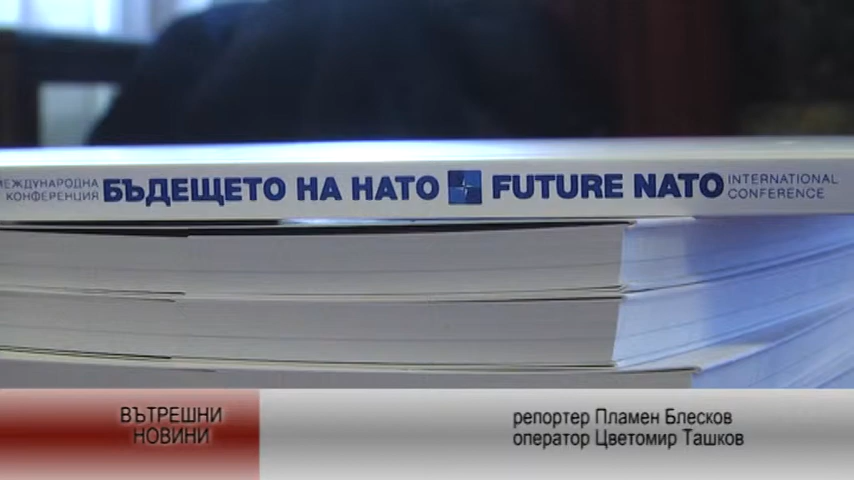 МЕЖДУНАРОДНА
КОНФЕРЕНЦИЯ
БЪДЕЩЕТО НА НАТО
FUTURE NATO
INTERNATIONAL
CONFERENCE
ВЪТРЕШНИ
НОВИНИ
репортер Пламен Блесков
оператор Цветомир Ташков